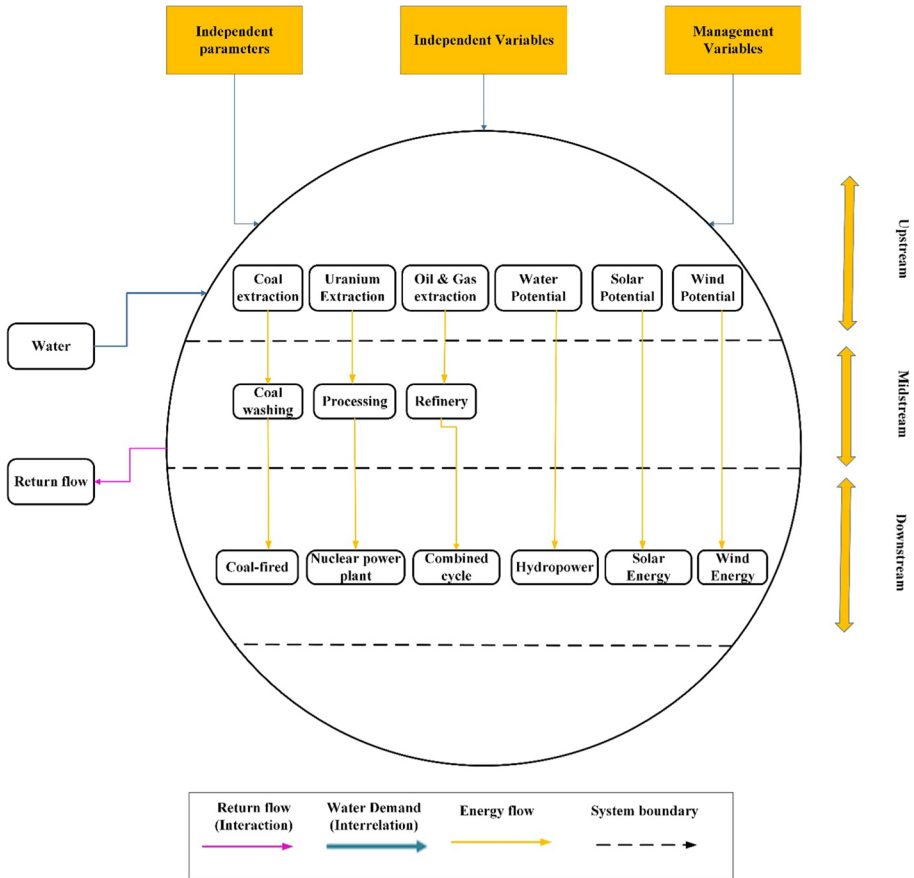 Independent
parameters
Independent Variables
Management
Variables
Upstream
Coal
extraction
Uranium
Extraction
Oil & Gas
extraction
Water
Potential
Solar
Potential
Wind
Potential
Water
Midstream
Coal
washing
Processing
Refinery
Return flow
Downstream
Coal-fired
Nuclear power
plant
Combined
cycle
Hydropower
Solar
Energy
Wind
Energy
Return flow
(Interaction)
Water Demand
(Interrelation)
Energy flow
System boundary